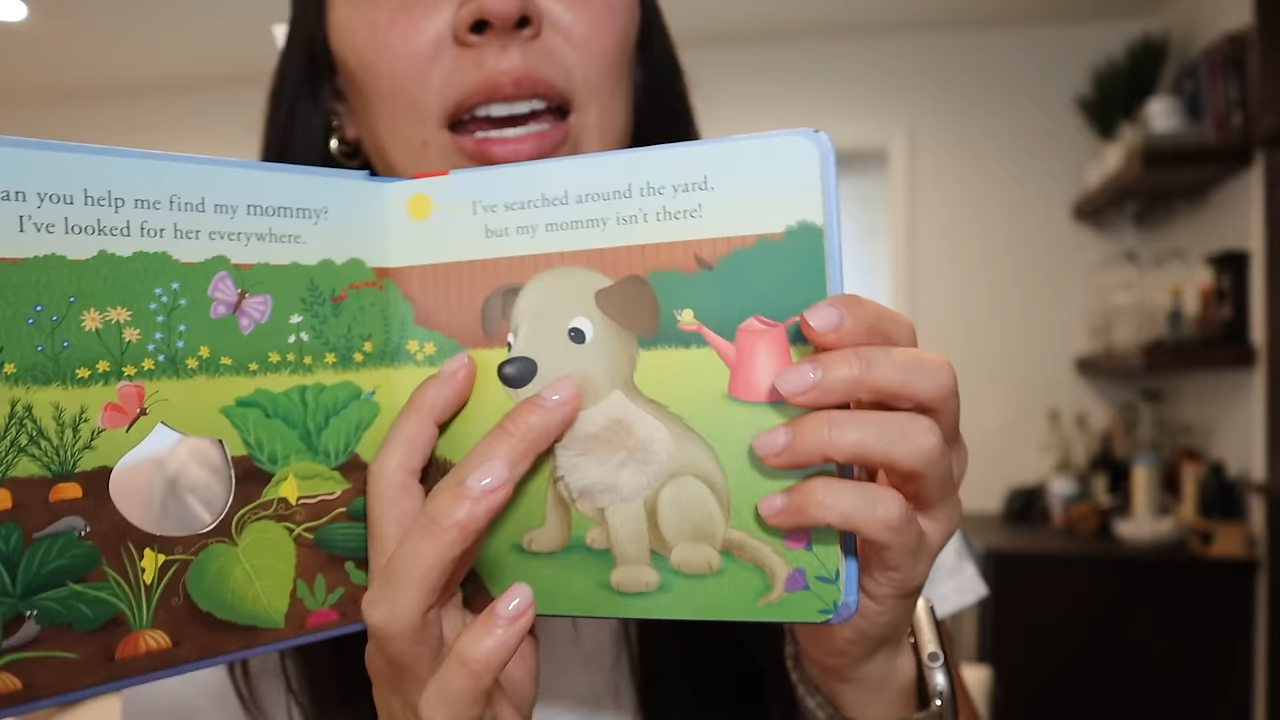 an you help me find my mommy?
I've looked for her everywhere.
I've searched around the yard,
but my mommy isn't there!